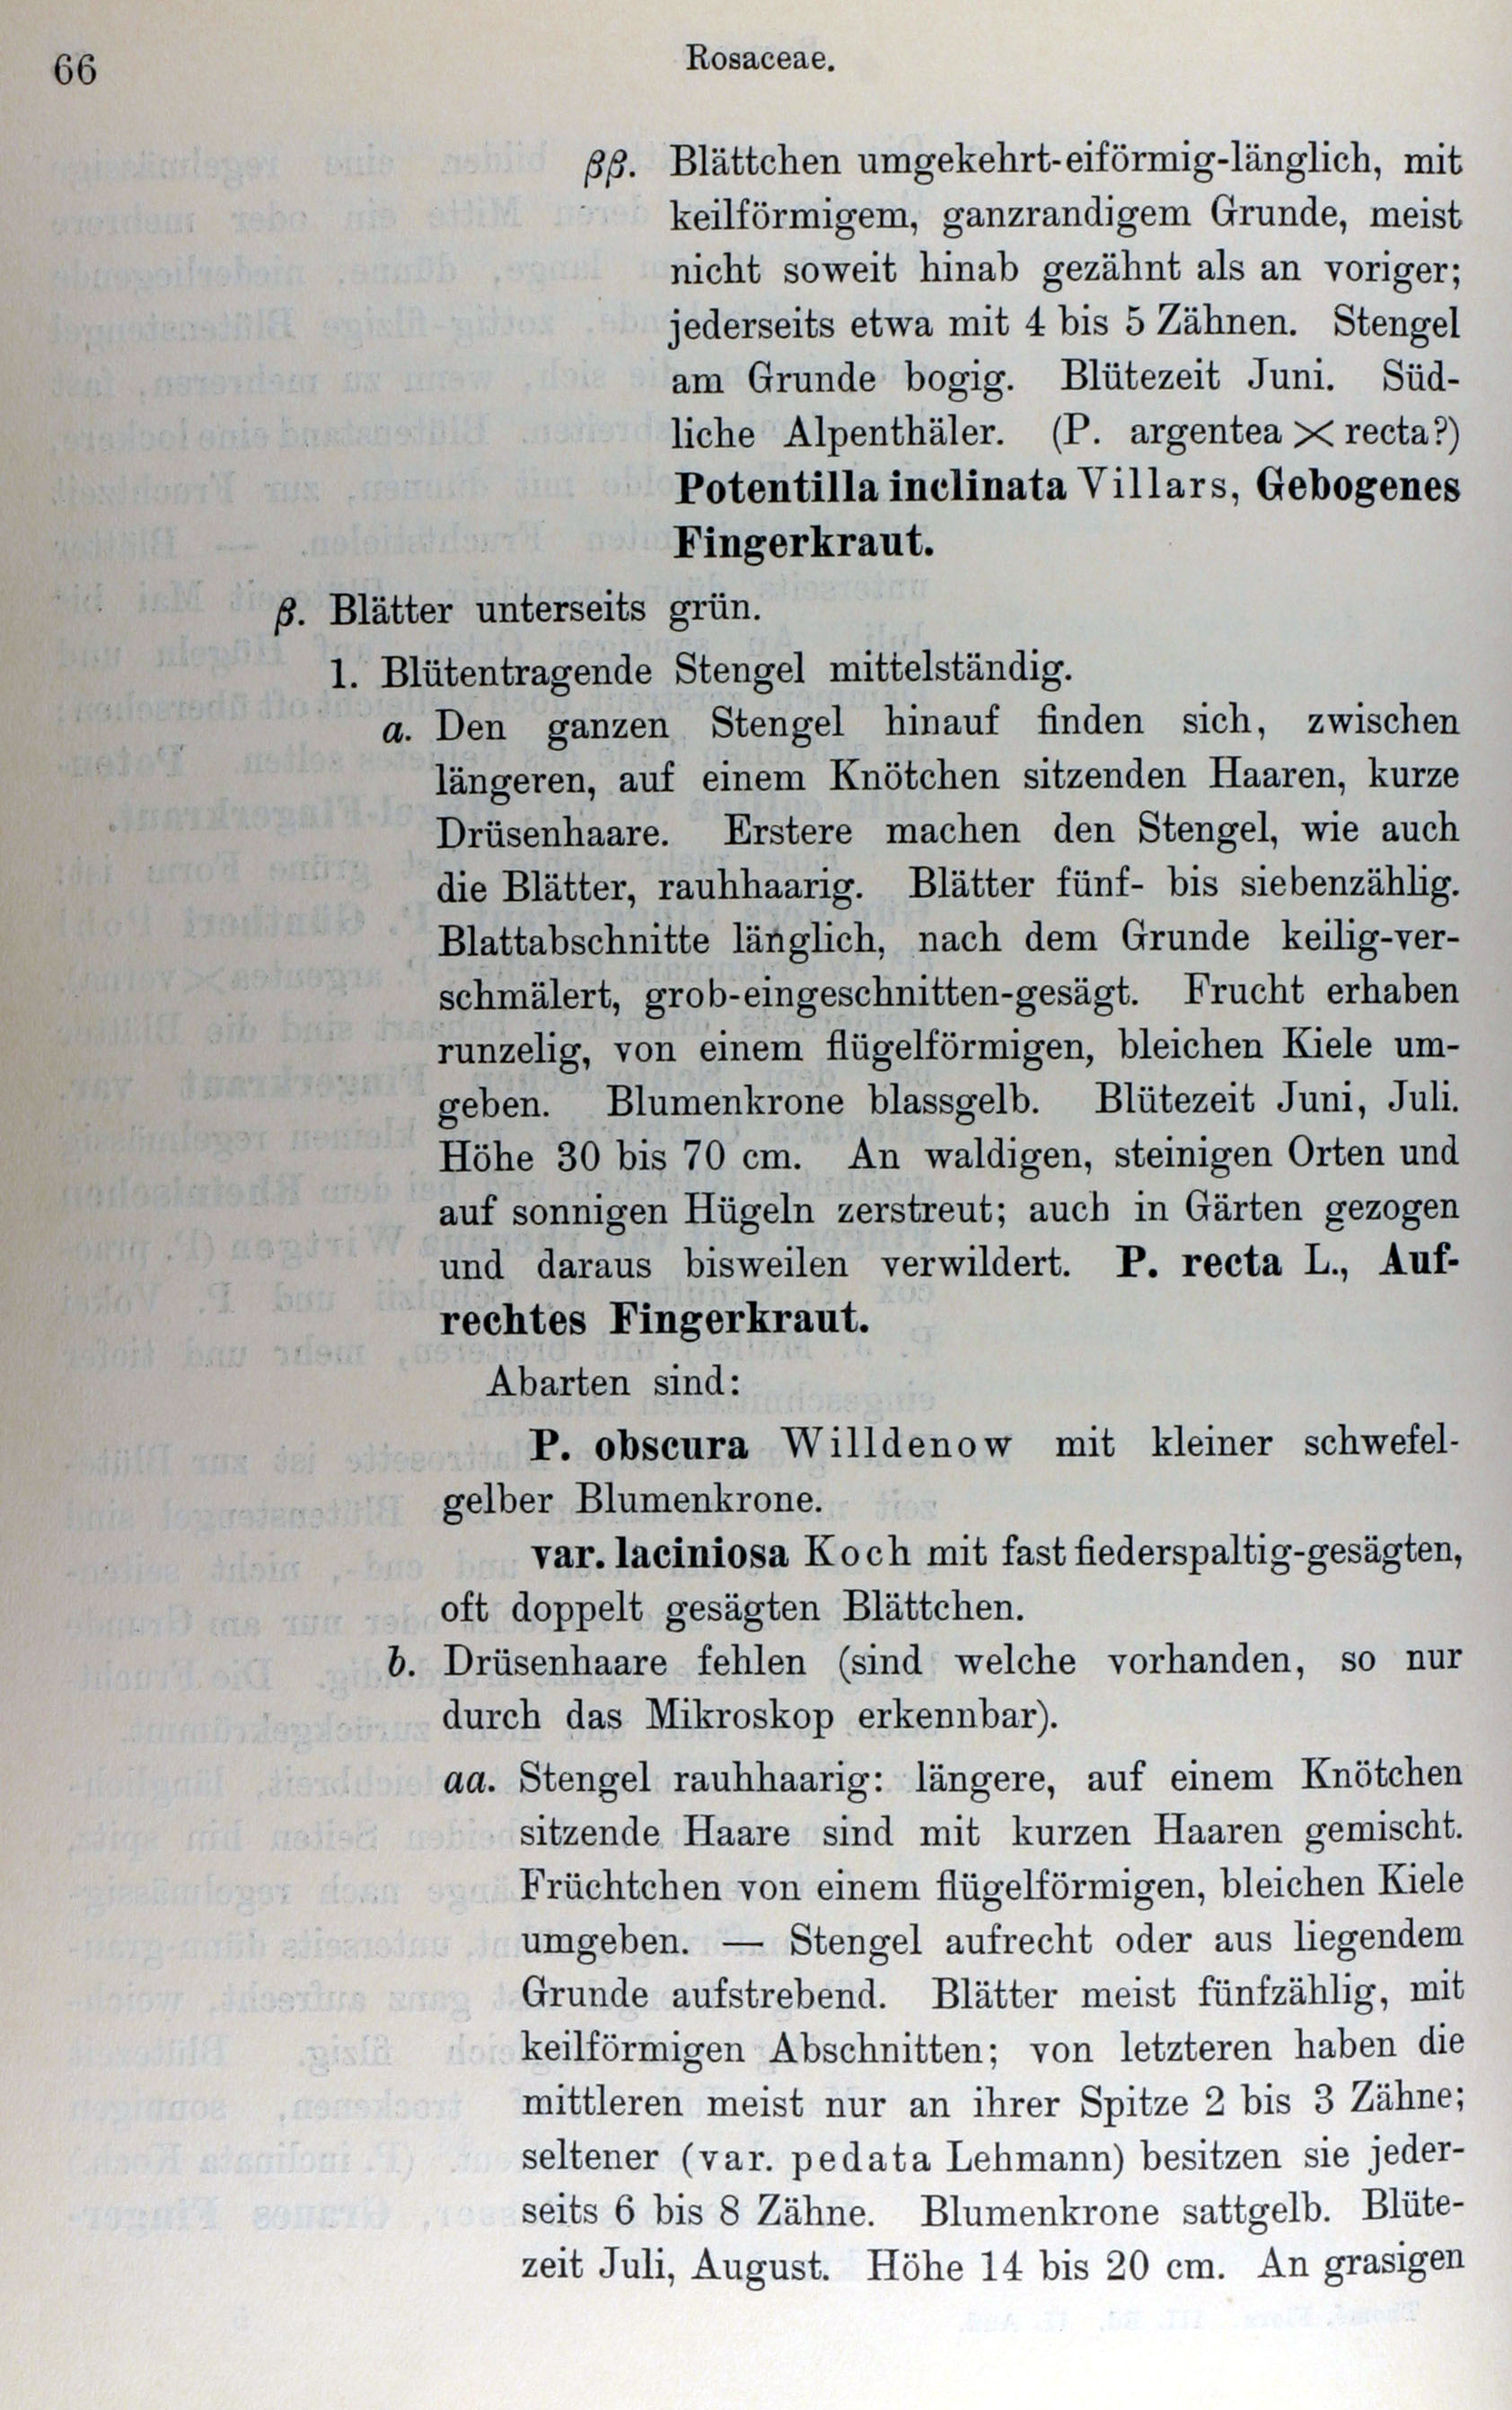 66
Rosaceae.
ββ. Blättchen umgekehrt-eiförmig-länglich, mit
keilförmigem, ganzrandigem Grunde, meist
nicht soweit hinab gezähnt als an voriger;
jederseits etwa mit 4 bis 5 Zähnen. Stengel
am Grunde bogig. Blütezeit Juni. Süd-
liche Alpenthäler. (P. argentea × recta?)
Potentilla inclinata Villars, Gebogenes
Fingerkraut.
β. Blätter unterseits grün.
1. Blütentragende Stengel mittelständig.
a. Den ganzen Stengel hinauf finden sich, zwischen
längeren, auf einem Knötchen sitzenden Haaren, kurze
Drüsenhaare. Erstere machen den Stengel, wie auch
die Blätter, rauhhaarig. Blätter fünf- bis siebenzählig.
Blattabschnitte länglich, nach dem Grunde keilig-ver-
schmälert, grob-eingeschnitten-gesägt. Frucht erhaben
runzelig, von einem flügelförmigen, bleichen Kiele um-
geben. Blumenkrone blassgelb. Blütezeit Juni, Juli.
Höhe 30 bis 70 cm. An waldigen, steinigen Orten und
auf sonnigen Hügeln zerstreut; auch in Gärten gezogen
und daraus bisweilen verwildert. P. recta L., Auf-
rechtes Fingerkraut.
Abarten sind:
P. obscura Willdenow mit kleiner schwefel-
gelber Blumenkrone.
var. laciniosa Koch mit fast fiederspaltig-gesägten,
oft doppelt gesägten Blättchen.
b. Drüsenhaare fehlen (sind welche vorhanden, so nur
durch das Mikroskop erkennbar).
aa. Stengel rauhhaarig: längere, auf einem Knötchen
sitzende Haare sind mit kurzen Haaren gemischt.
Früchtchen von einem flügelförmigen, bleichen Kiele
umgeben. — Stengel aufrecht oder aus liegendem
Grunde aufstrebend. Blätter meist fünfzählig, mit
keilförmigen Abschnitten; von letzteren haben die
mittleren meist nur an ihrer Spitze 2 bis 3 Zähne;
seltener (var. pedata Lehmann) besitzen sie jeder-
seits 6 bis 8 Zähne. Blumenkrone sattgelb. Blüte-
zeit Juli, August. Höhe 14 bis 20 cm. An grasigen